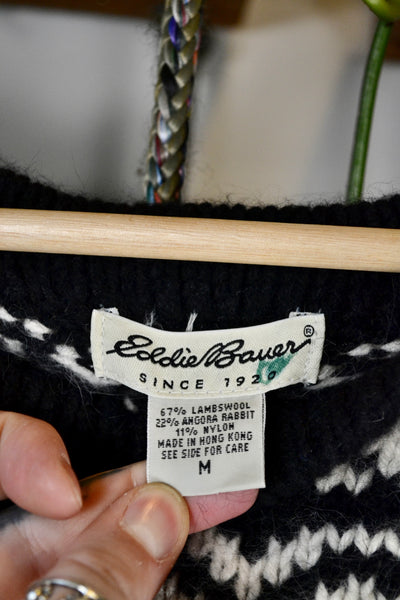 Eddie Bauer®
SINCE 1920
67% LAMBSWOOL
22% ANGORA RABBIT
11% NYLON
MADE IN HONG KONG
SEE SIDE FOR CARE
M